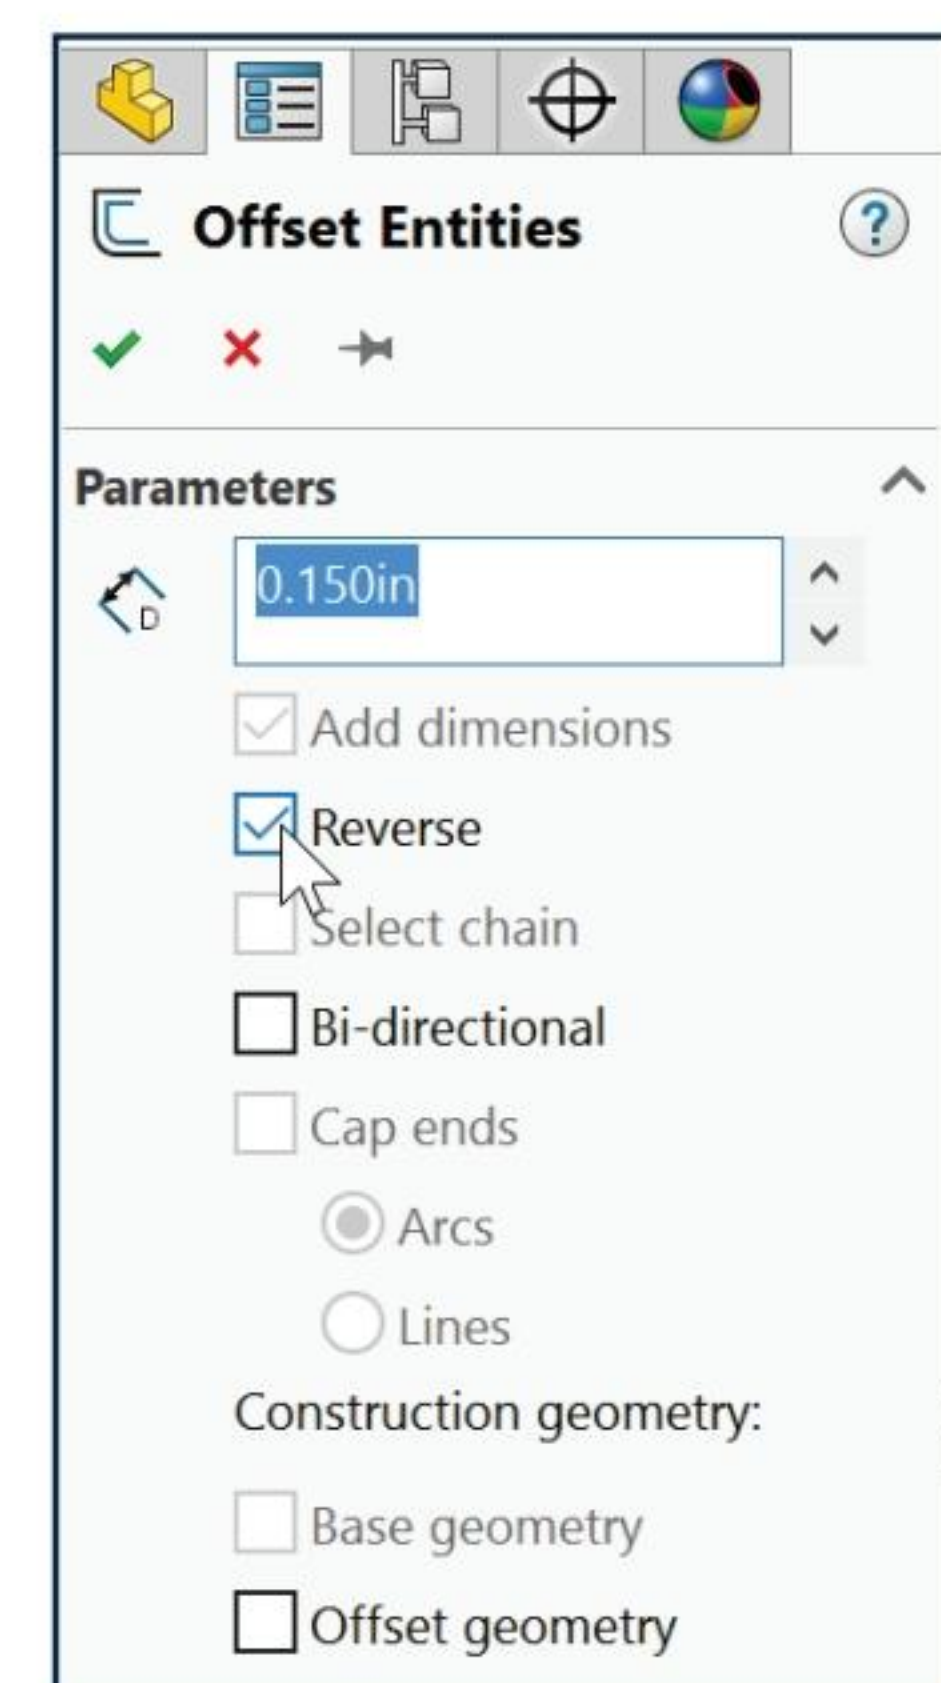 Offset Entities
?
Parameters
D
0.150in
Add dimensions
Reverse
Select chain
Bi-directional
Cap ends
Arcs
Lines
Construction geometry:
Base geometry
Offset geometry